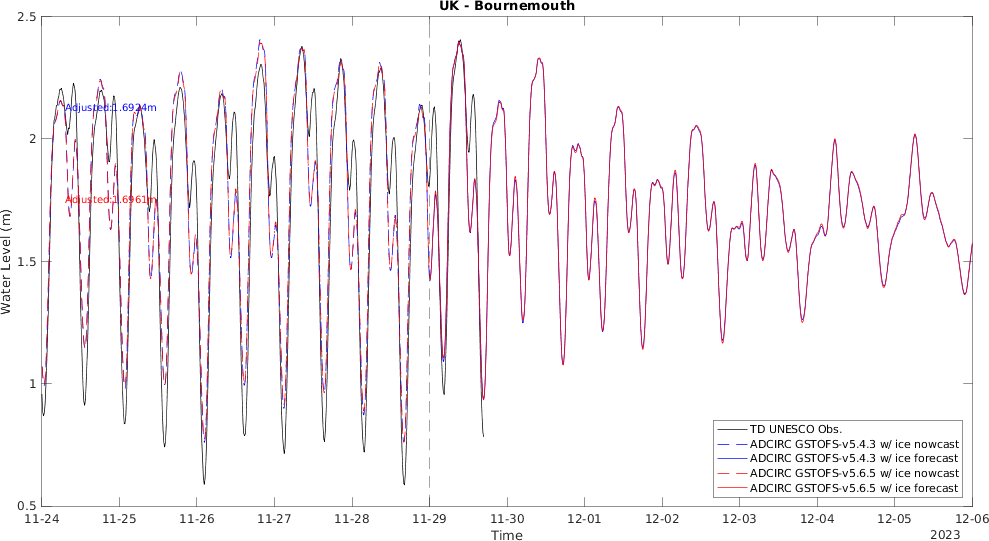 UK - Bournemouth
2.5
2
1.5
1
0.5
Water Level (m)
Adjusted:1.6924m
Adjusted:1.6961m
TD UNESCO Obs.
ADCIRC GSTOFS-v5.4.3 w/ ice nowcast
ADCIRC GSTOFS-v5.4.3 w/ ice forecast
ADCIRC GSTOFS-v5.6.5 w/ ice nowcast
ADCIRC GSTOFS-v5.6.5 w/ ice forecast
11-24 11-25 11-26 11-27 11-28 11-29 11-30 12-01 12-02 12-03 12-04 12-05 12-06
Time
2023